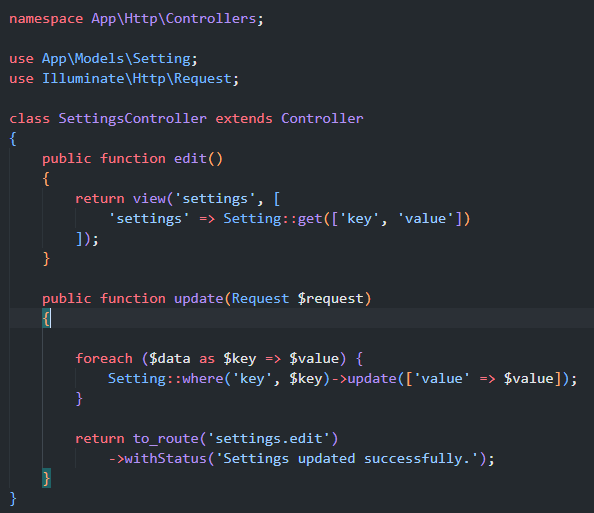 namespace App\Http\Controllers;
use App\Models\Setting;
use Illuminate\Http\Request;
class SettingsController extends Controller
{
public function edit()
{
return view('settings', [
'settings' => Setting::get(['key', 'value'])
]);
}
public function update(Request $request)
{
foreach ($data as $key => $value) {
Setting::where('key', $key)->update(['value' => $value]);
}
return to_route('settings.edit')
->withStatus('Settings updated successfully.');
}
}